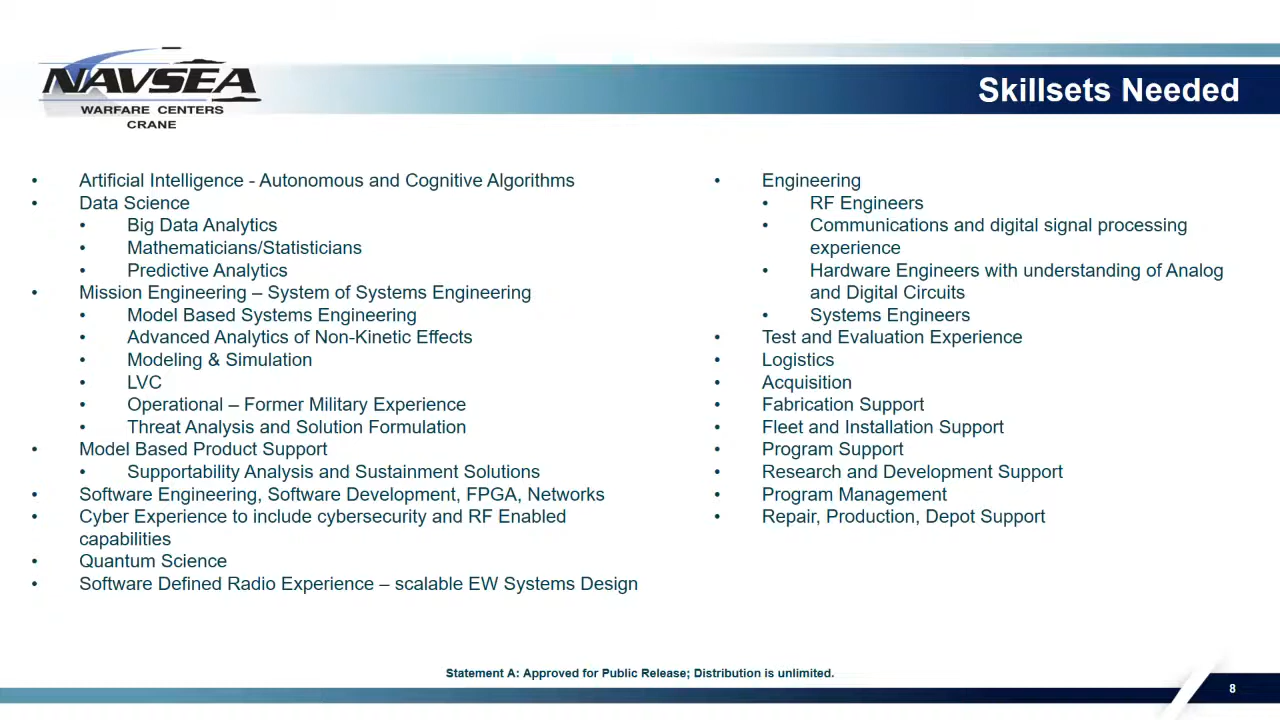 NAVSEA
WARFARE CENTERS
CRANE
Skillsets Needed
• Artificial Intelligence - Autonomous and Cognitive Algorithms
• Data Science
• Big Data Analytics
• Mathematicians/Statisticians
• Predictive Analytics
• Mission Engineering – System of Systems Engineering
• Model Based Systems Engineering
• Advanced Analytics of Non-Kinetic Effects
• Modeling & Simulation
• LVC
• Operational – Former Military Experience
• Threat Analysis and Solution Formulation
• Model Based Product Support
• Supportability Analysis and Sustainment Solutions
• Software Engineering, Software Development, FPGA, Networks
• Cyber Experience to include cybersecurity and RF Enabled
capabilities
• Quantum Science
• Software Defined Radio Experience – scalable EW Systems Design
• Engineering
• RF Engineers
• Communications and digital signal processing
experience
• Hardware Engineers with understanding of Analog
and Digital Circuits
• Systems Engineers
• Test and Evaluation Experience
• Logistics
• Acquisition
• Fabrication Support
• Fleet and Installation Support
• Program Support
• Research and Development Support
• Program Management
• Repair, Production, Depot Support
Statement A: Approved for Public Release; Distribution is unlimited.
8